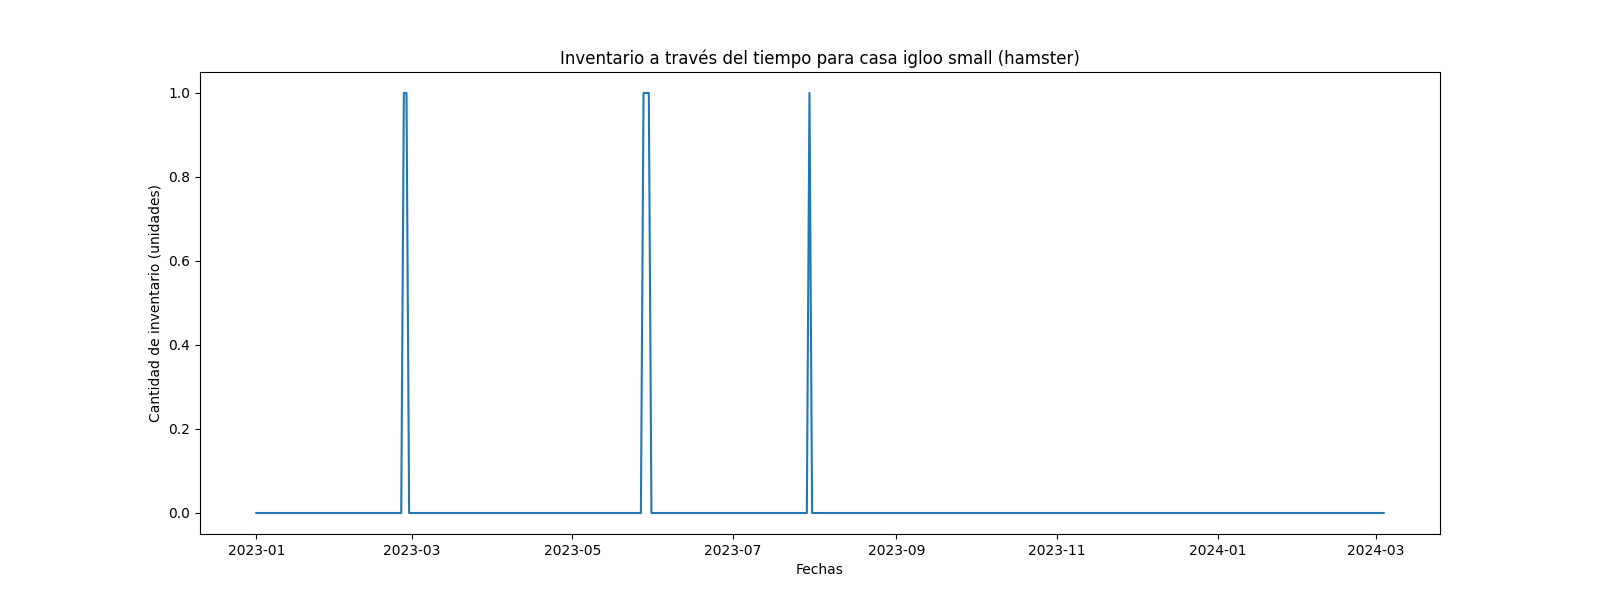 Inventario a través del tiempo para casa igloo small (hamster)
Cantidad de inventario (unidades)
1.0
0.8
0.6
0.4
0.2
0.0
2023-01 2023-03 2023-05 2023-07 2023-09 2023-11 2024-01 2024-03
Fechas